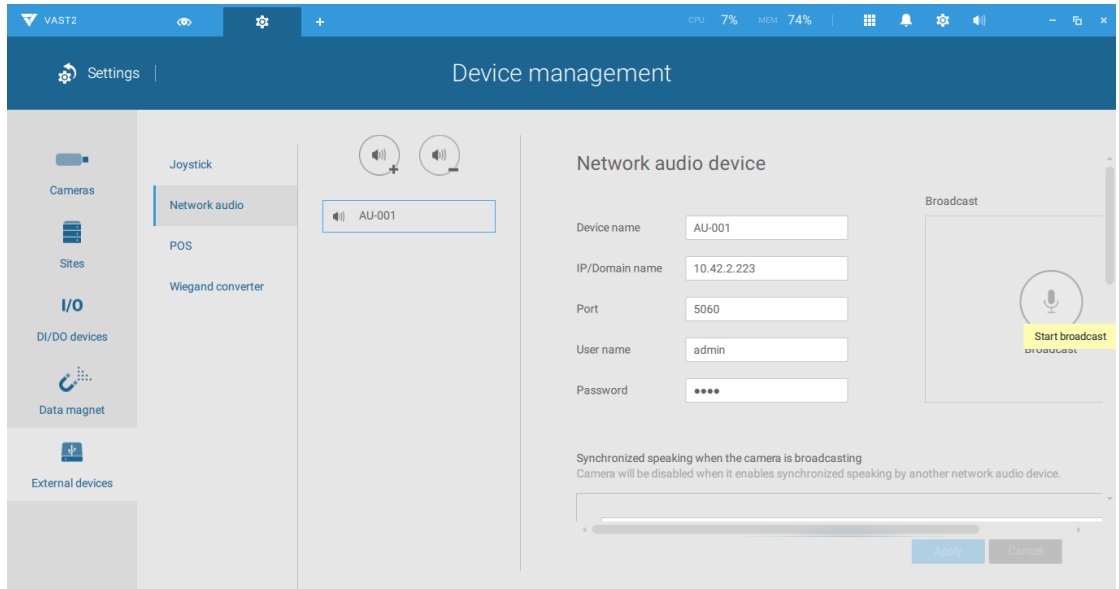 VAST2
CPU 7% MEM 74%
Settings
Device management
Cameras
Sites
I/O
DI/DO devices
Data magnet
External devices
Joystick
Network audio
POS
Wiegand converter
AU-001
Network audio device
Device name AU-001
IP/Domain name 10.42.2.223
Port 5060
User name admin
Password ●●●●
Broadcast
Start broadcast
Broadcast
Synchronized speaking when the camera is broadcasting
Camera will be disabled when it enables synchronized speaking by another network audio device.
Apply Cancel